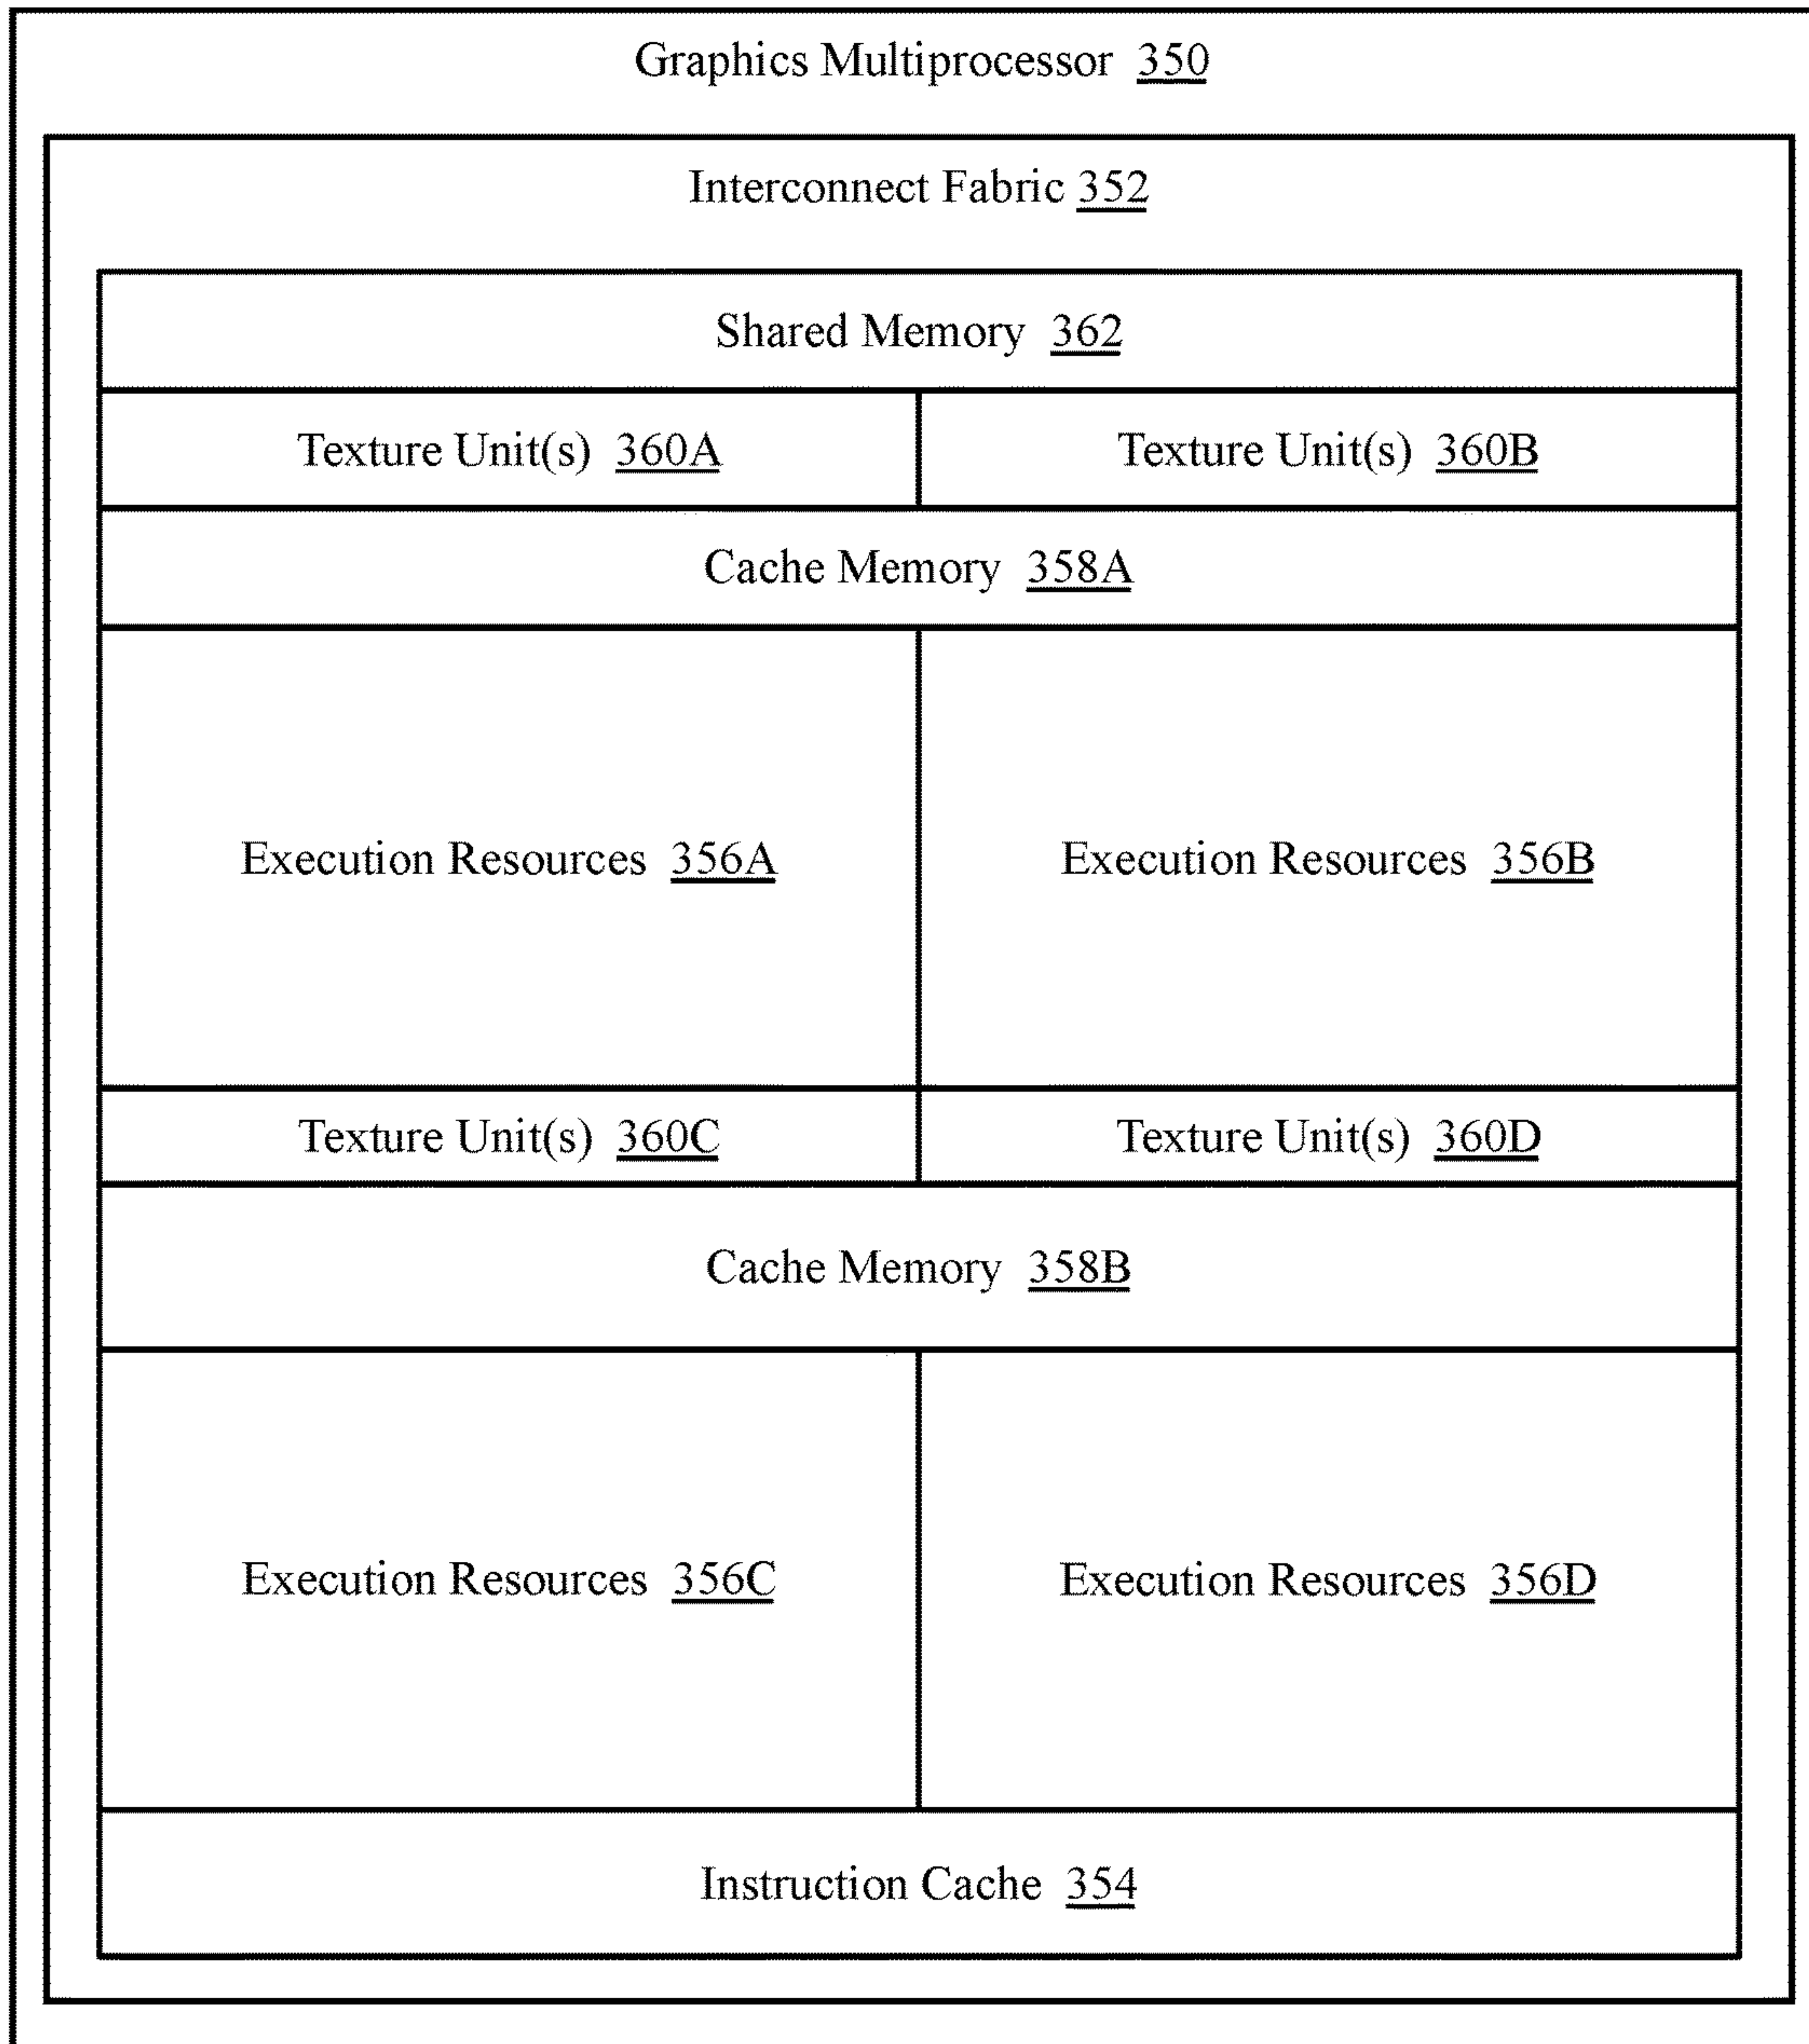 Graphics Multiprocessor 350
Interconnect Fabric 352
Shared Memory 362
Texture Unit(s) 360A
Texture Unit(s) 360B
Cache Memory 358A
Execution Resources 356A
Execution Resources 356B
Texture Unit(s) 360C
Texture Unit(s) 360D
Cache Memory 358B
Execution Resources 356C
Execution Resources 356D
Instruction Cache 354